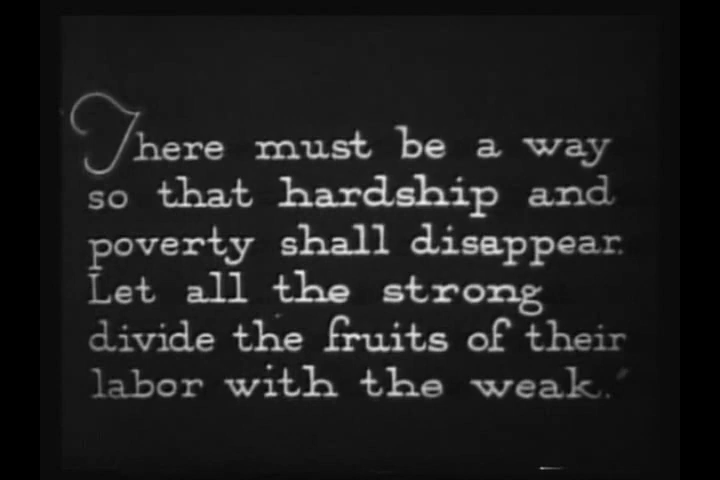 There must be a way
so that hardship and
poverty shall disappear.
Let all the strong
divide the fruits of their
labor with the weak."